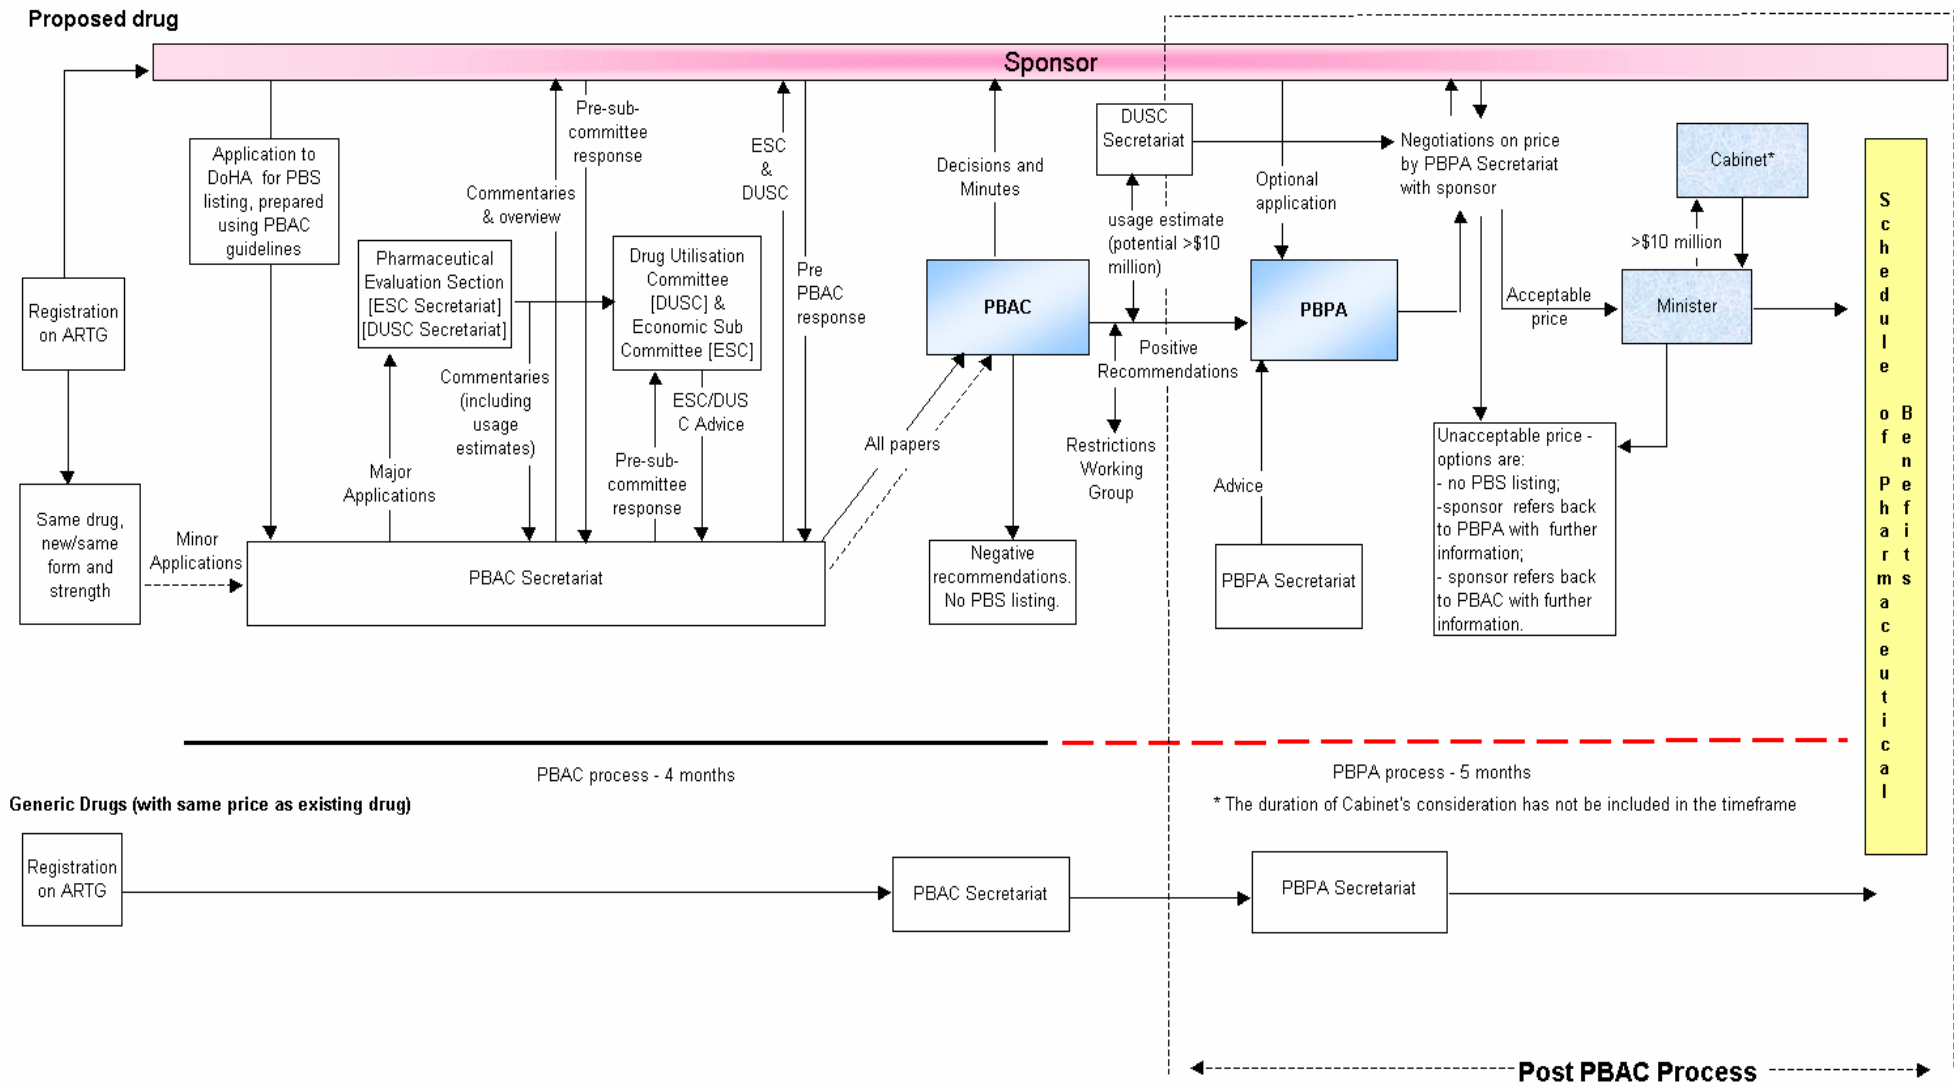 Proposed drug
Sponsor
Registration
on ARTG
Same drug,
new/same
form and
strength
Minor
Applications
Application to
DoHA for PBS
listing, prepared
using PBAC
guidelines
Pharmaceutical
Evaluation Section
[ESC Secretariat]
[DUSC Secretariat]
Major
Applications
Commentaries
(including
usage
estimates)
Commentaries
& overview
Pre-sub-
committee
response
Drug Utilisation
Committee
[DUSC] &
Economic Sub
Committee [ESC]
Pre-sub-
committee
response
ESC/DUS
C Advice
ESC
&
DUSC
Pre
PBAC
response
PBAC Secretariat
All papers
Decisions and
Minutes
PBAC
Negative
recommendations.
No PBS listing.
DUSC
Secretariat
usage estimate
(potential >$10
million)
Positive
Recommendations
Restrictions
Working
Group
Optional
application
PBPA
Advice
PBPA Secretariat
Negotiations on price
by PBPA Secretariat
with sponsor
Acceptable
price
Unacceptable price -
options are:
- no PBS listing;
-sponsor refers back
to PBPA with further
information;
- sponsor refers back
to PBAC with further
information.
Cabinet*
>$10 million
Minister
Schedule of Pharmaceutical
Benefits
PBAC process - 4 months
PBPA process - 5 months
* The duration of Cabinet's consideration has not be included in the timeframe
Generic Drugs (with same price as existing drug)
Registration
on ARTG
PBAC Secretariat
PBPA Secretariat
Post PBAC Process